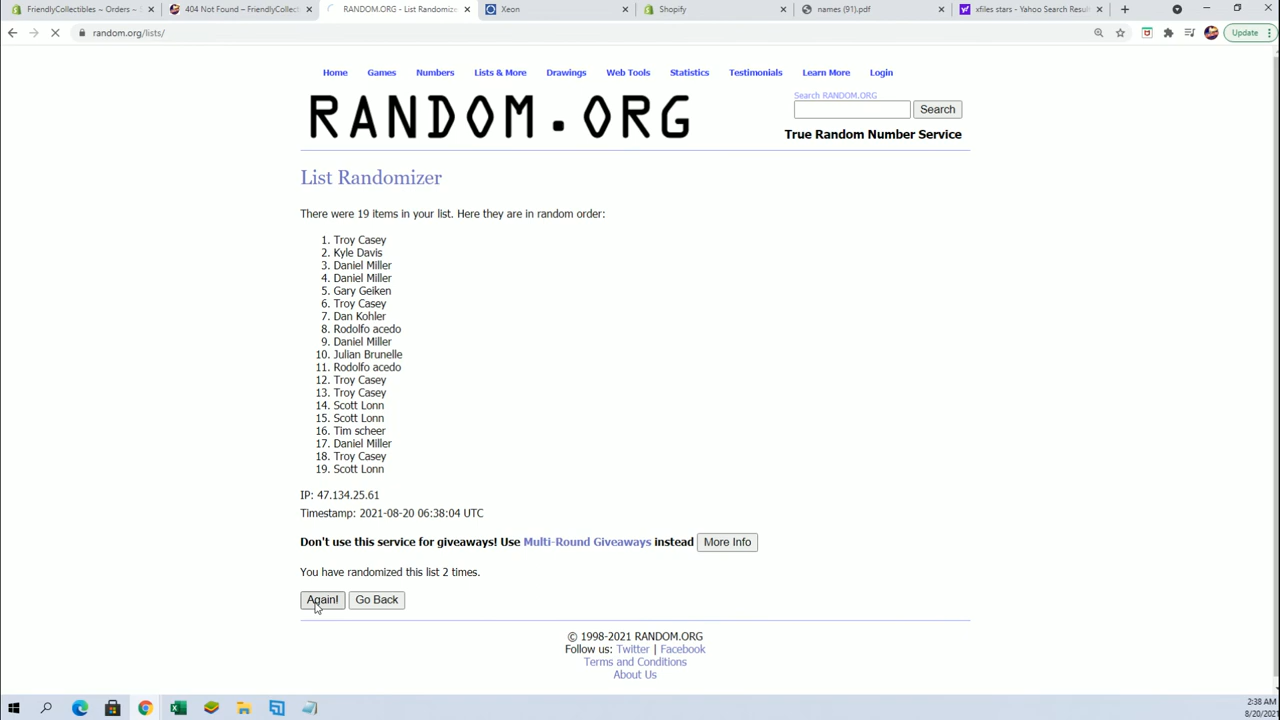 FriendlyCollectibles ~ Orders ~
404 Not Found – FriendlyCollect
RANDOM.ORG - List Randomizer
Xeon
Shopify
names (91).pdf
xfiles stars - Yahoo Search Resul
random.org/lists/
Update
Home Games Numbers Lists & More Drawings Web Tools Statistics Testimonials Learn More Login
RANDOM.ORG
Search RANDOM.ORG
Search
True Random Number Service
List Randomizer
There were 19 items in your list. Here they are in random order:
1. Troy Casey
2. Kyle Davis
3. Daniel Miller
4. Daniel Miller
5. Gary Geiken
6. Troy Casey
7. Dan Kohler
8. Rodolfo acedo
9. Daniel Miller
10. Julian Brunelle
11. Rodolfo acedo
12. Troy Casey
13. Troy Casey
14. Scott Lonn
15. Scott Lonn
16. Tim scheer
17. Daniel Miller
18. Troy Casey
19. Scott Lonn
IP: 47.134.25.61
Timestamp: 2021-08-20 06:38:04 UTC
Don't use this service for giveaways! Use Multi-Round Giveaways instead More Info
You have randomized this list 2 times.
Again! Go Back
© 1998-2021 RANDOM.ORG
Follow us: Twitter | Facebook
Terms and Conditions
About Us
2:38 AM
8/20/2021